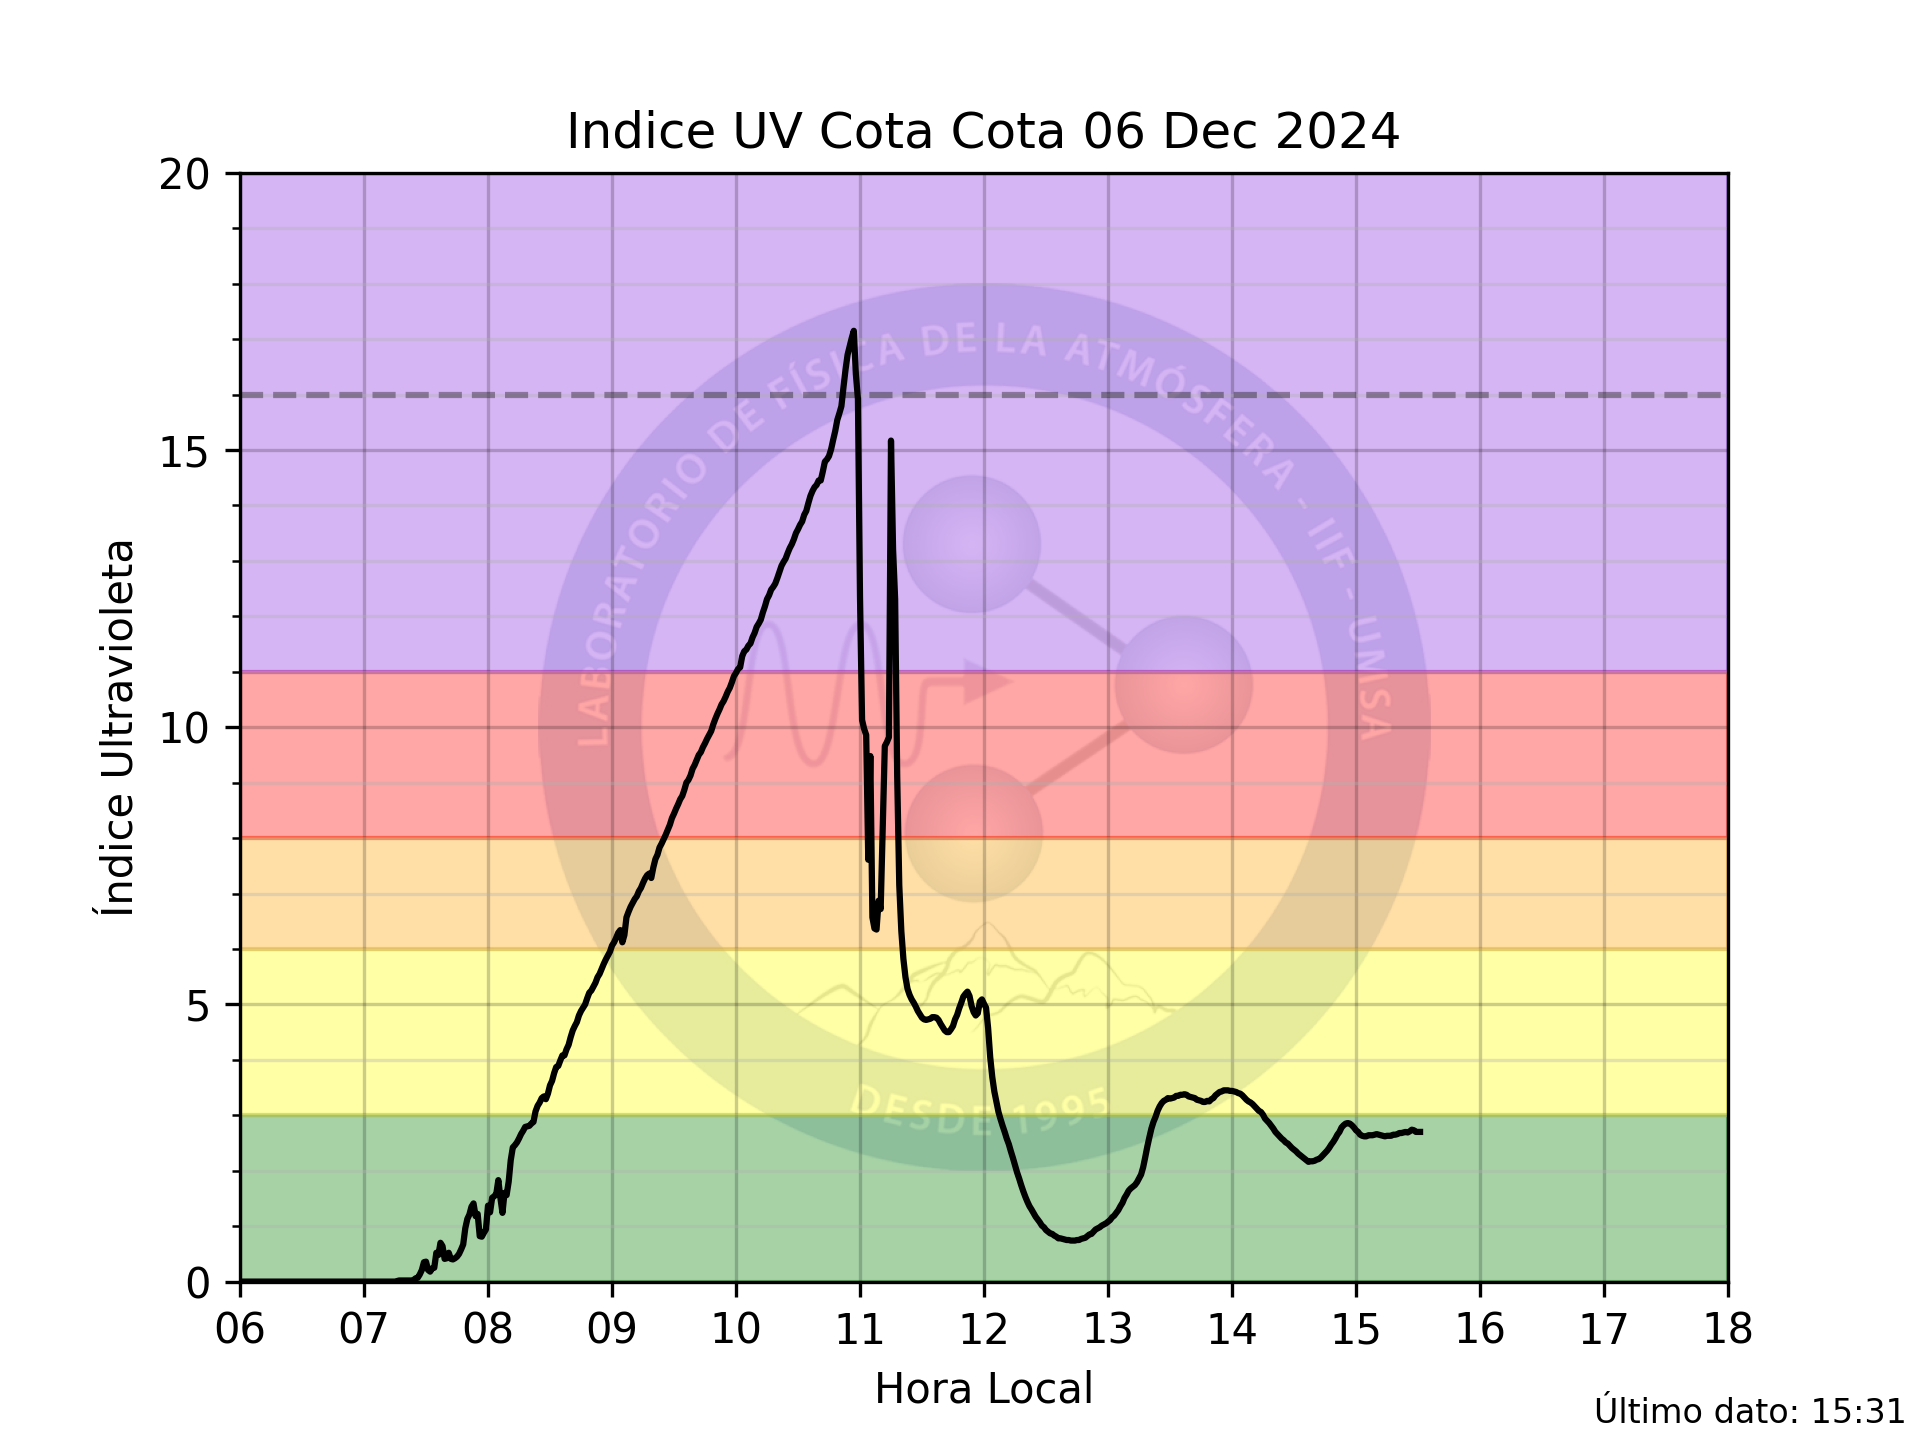 Indice UV Cota Cota 06 Dec 2024
20
15
10
5
0
Índice Ultravioleta
LABORATORIO DE FÍSICA DE LA ATMÓSFERA - IIF - UMSA
DESDE 1995
06 07 08 09 10 11 12 13 14 15 16 17 18
Hora Local
Último dato: 15:31